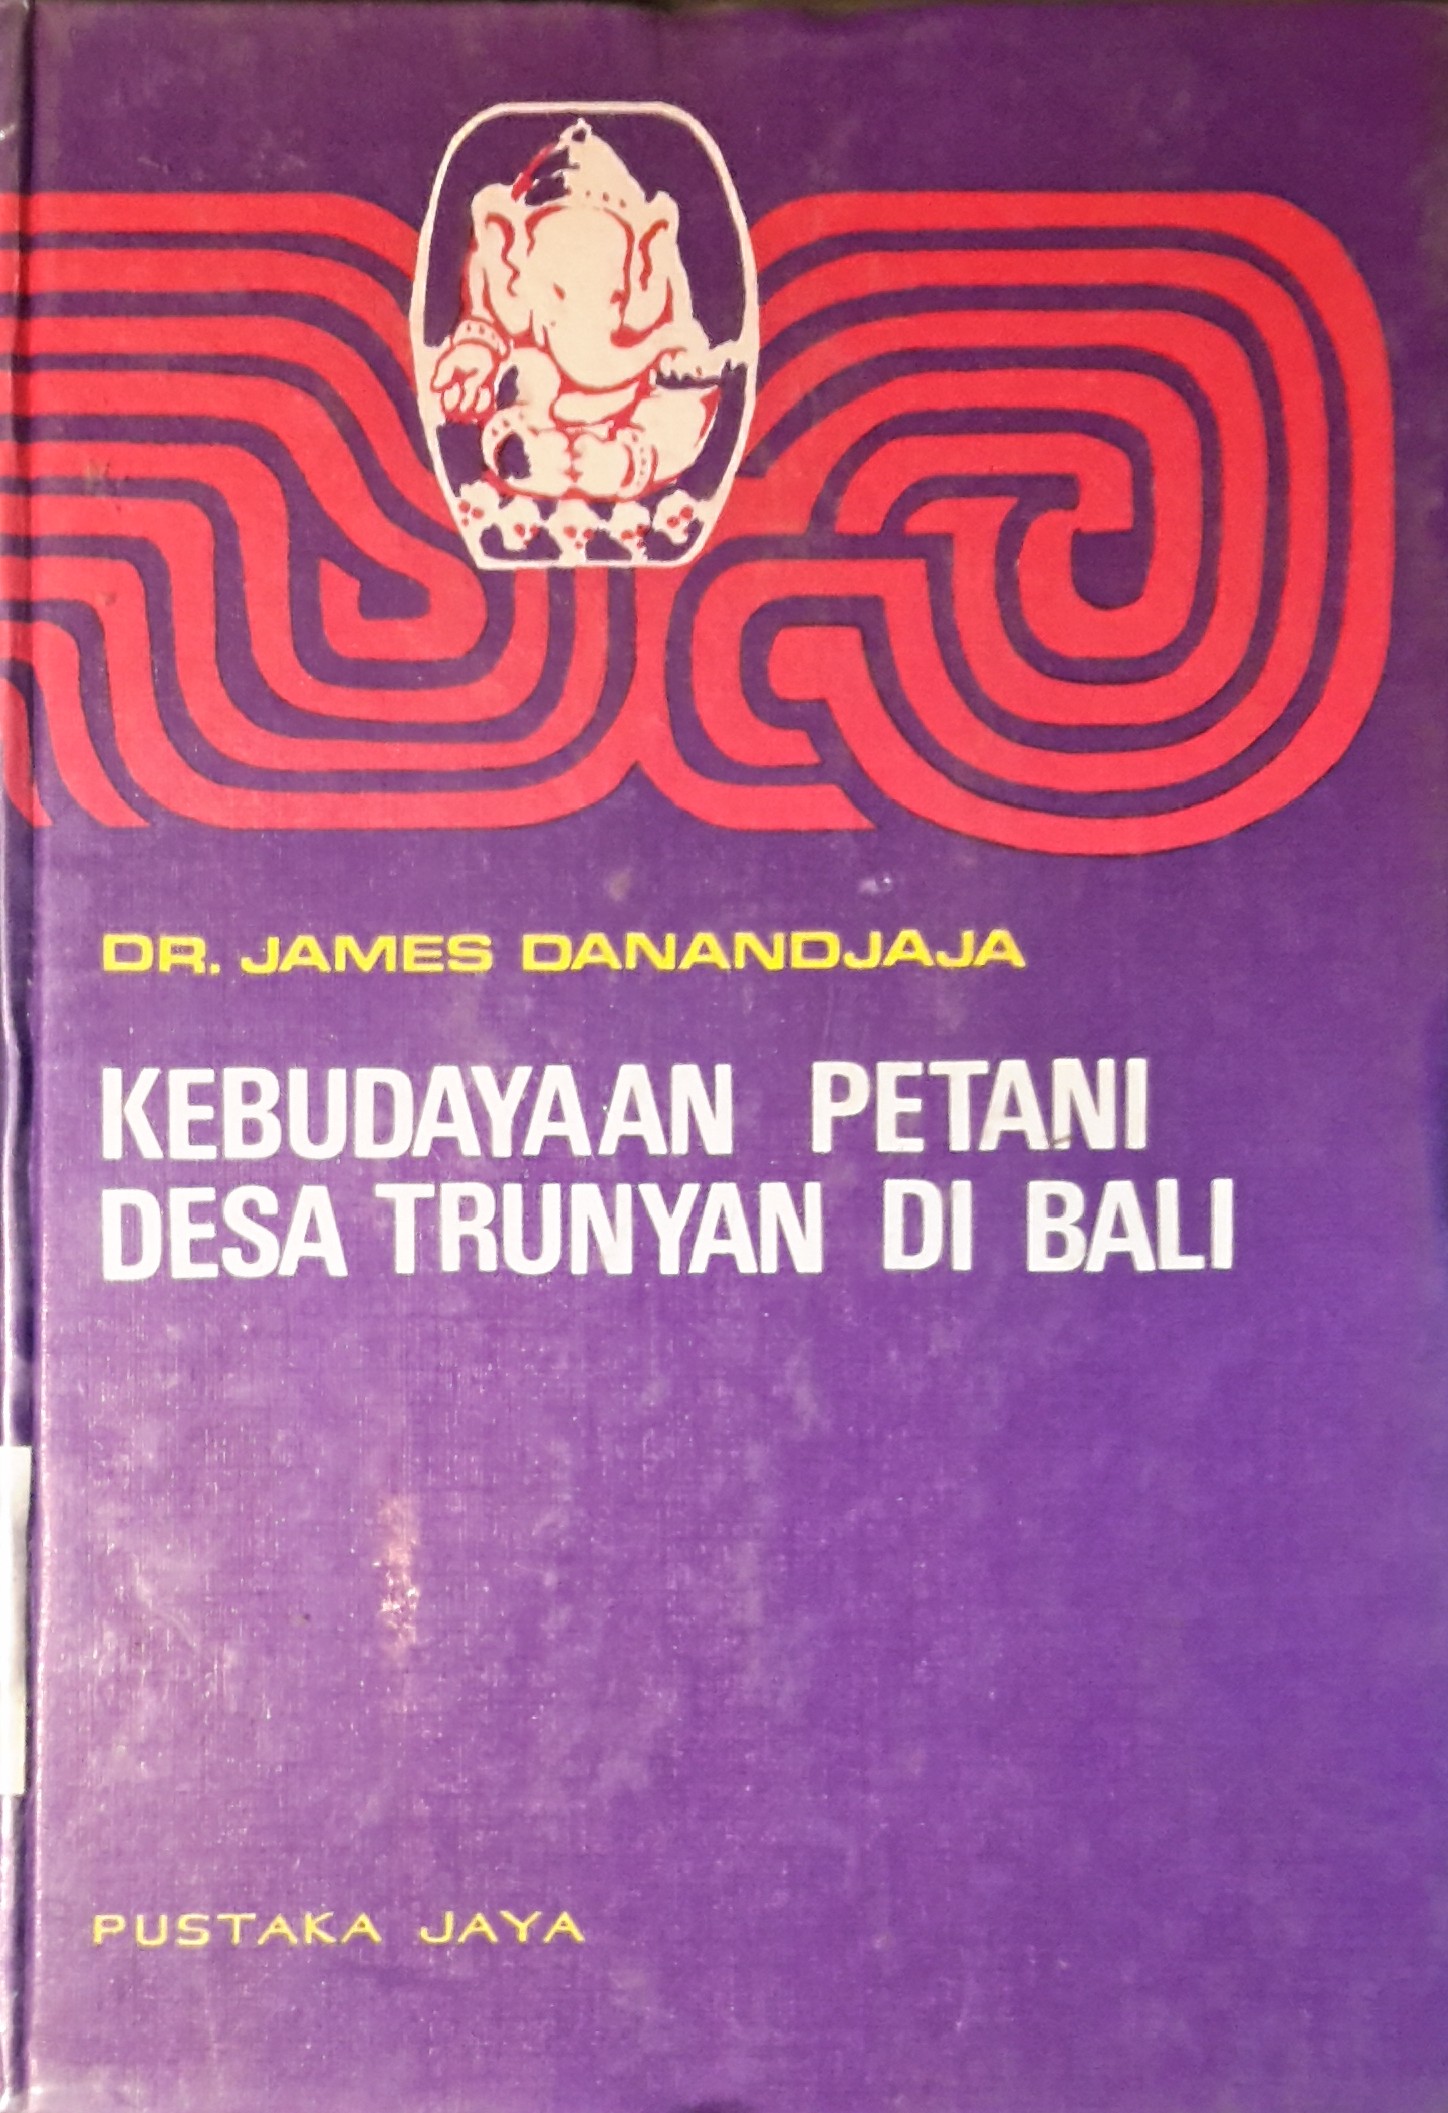 DR. JAMES DANANDJAJA
KEBUDAYAAN PETANI
DESA TRUNYAN DI BALI
PUSTAKA JAYA